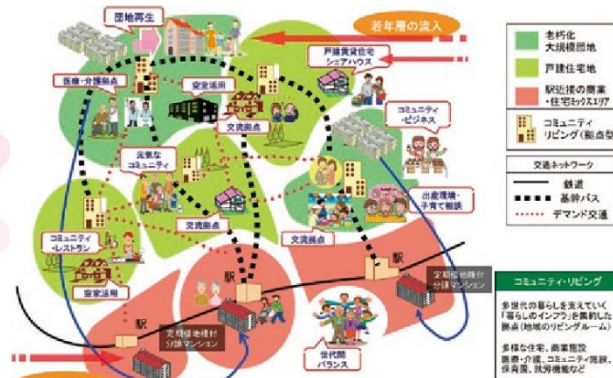 団地再生
若年層の流入
医療・介護拠点
空室活用
戸建賃貸住宅
シェアハウス
交流拠点
コミュニティ
・ビジネス
元気な
コミュニティ
出産環境・
子育て相談
コミュニティ
・レストラン
交流拠点
交流拠点
空室活用
駅
駅
駅
定期借地権付
分譲マンション
定期借地権付
分譲マンション
世代間
バランス
老朽化
大規模団地
戸建住宅地
駅近接の商業
・住宅ミックスエリア
コミュニティ
リビング(拠点
交通ネットワーク
鉄道
基幹バス
デマンド交通
コミュニティ・リビング
多世代の暮らしを支えていく
「暮らしのインフラ」を集約した
拠点(地域のリビングルーム)
多様な住宅、商業施設
医療・介護、コミュニティ施設、
保育園、就労機能など